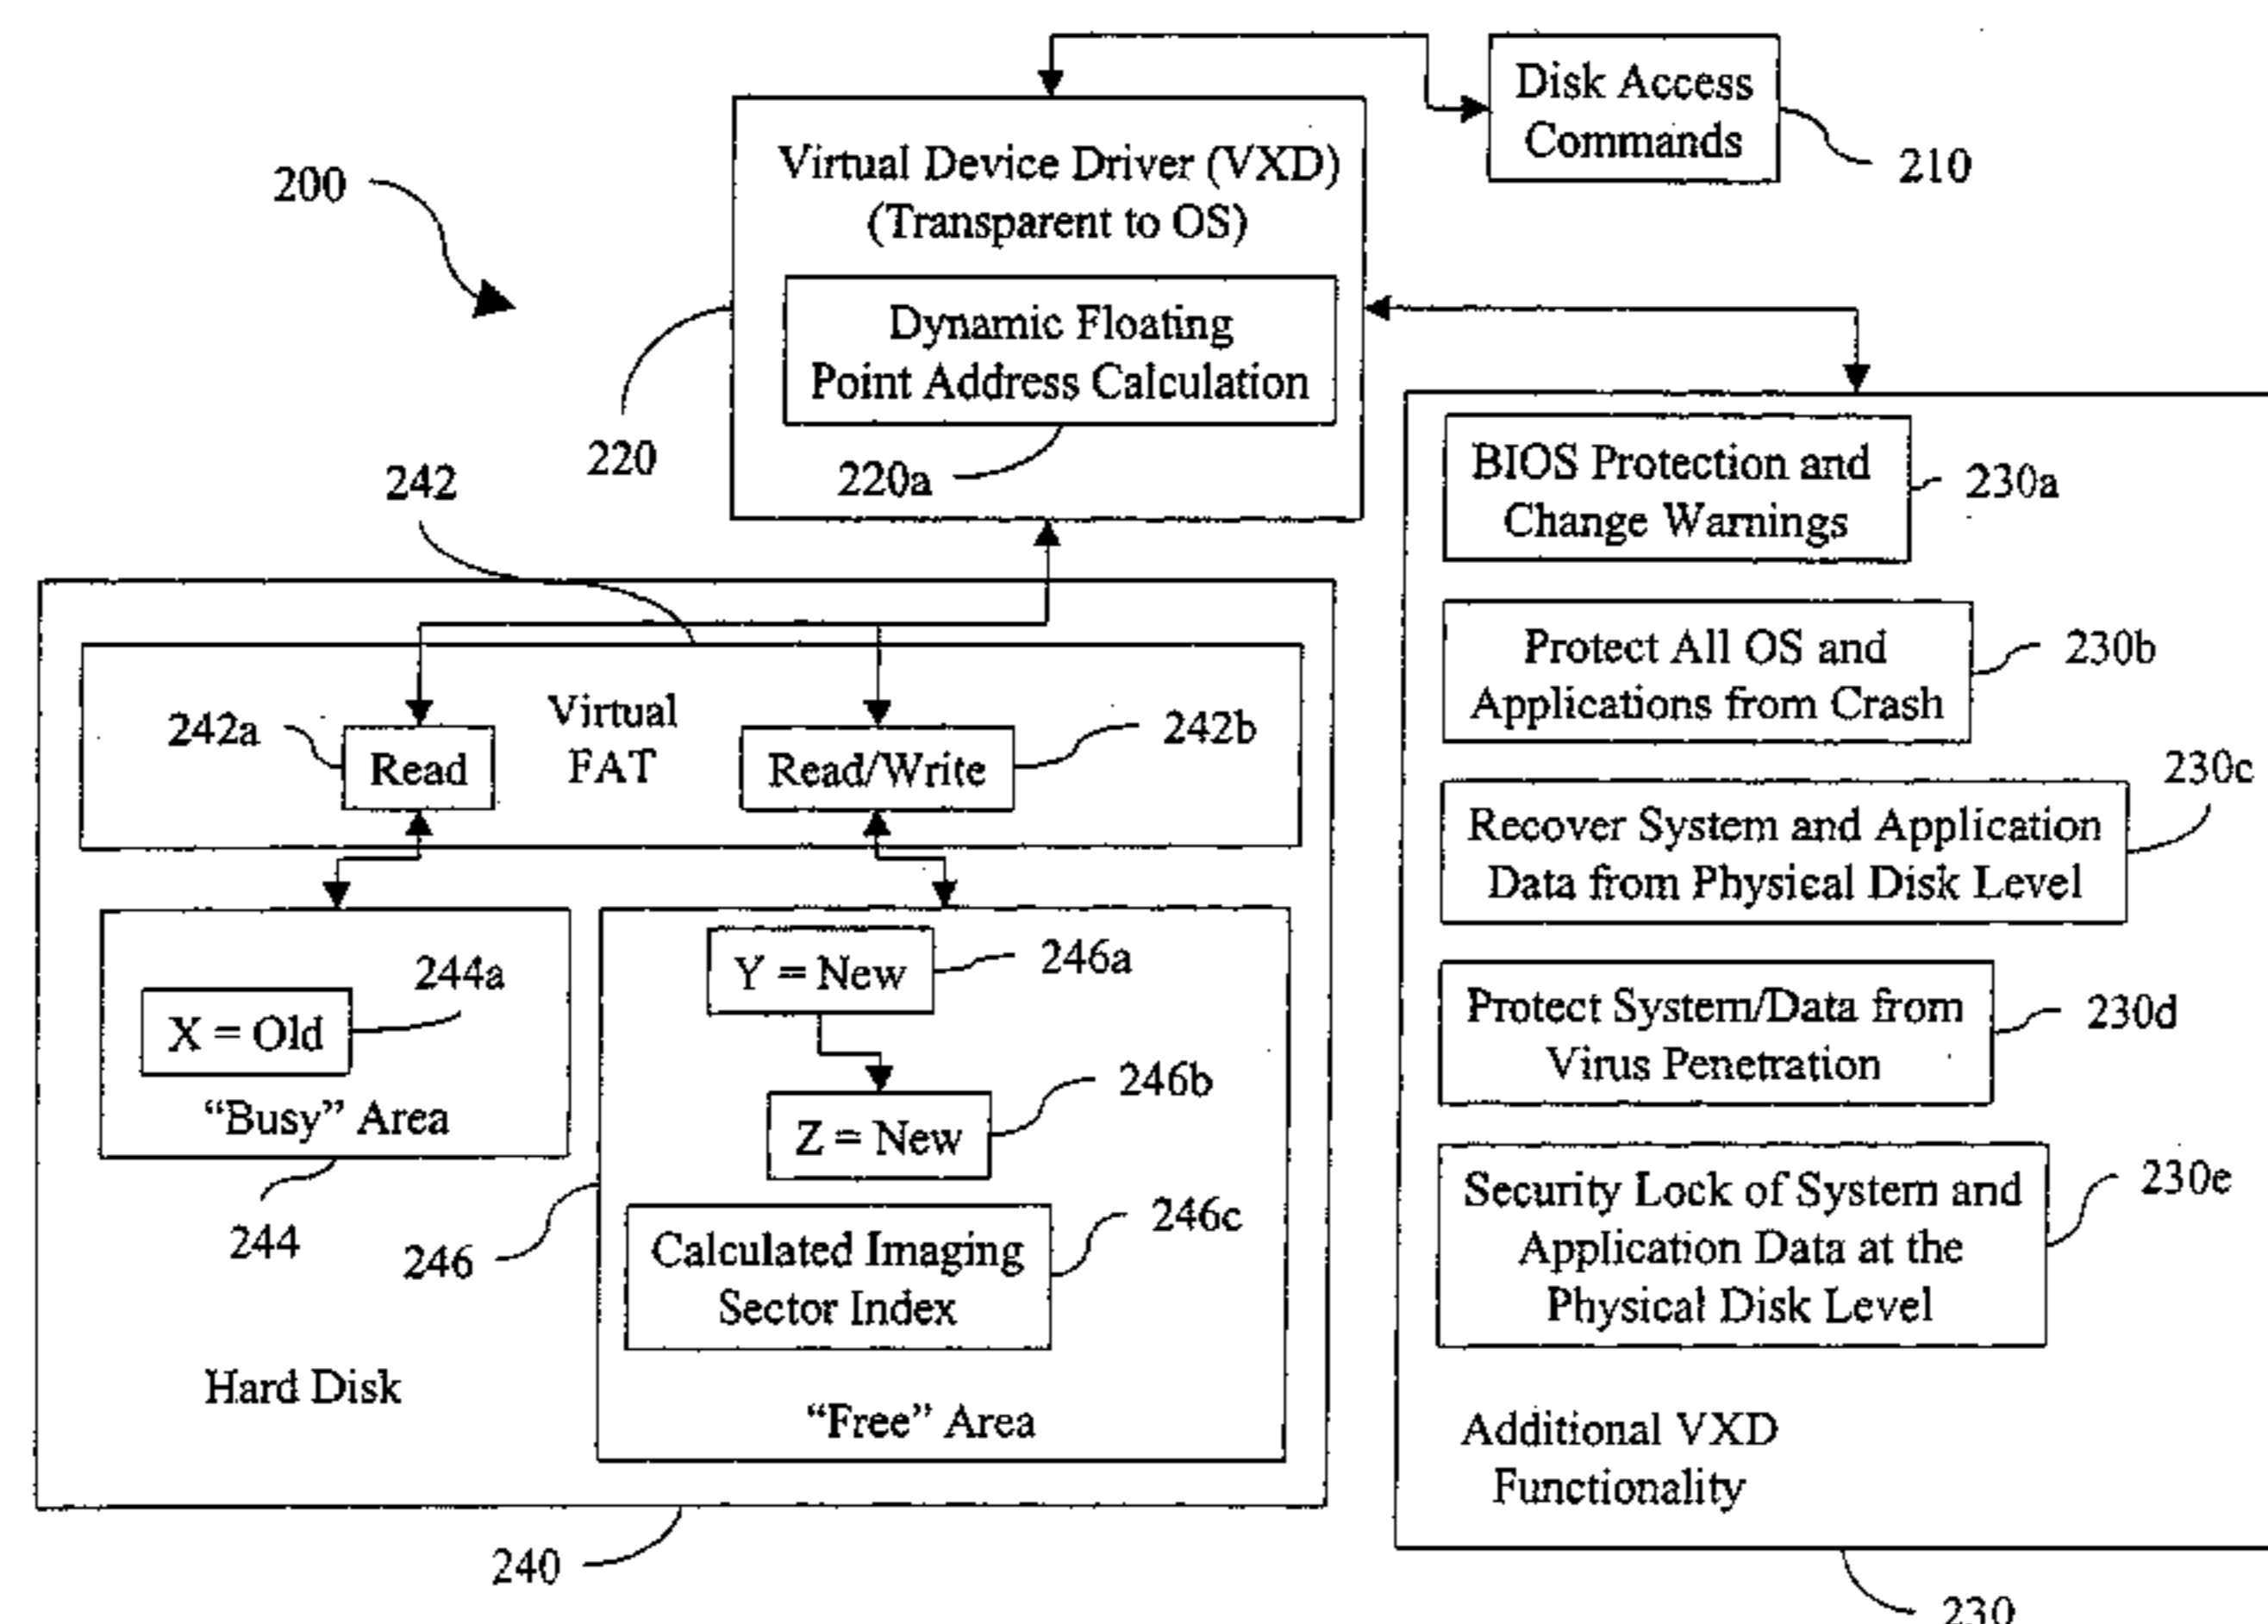 Disk Access
Commands
210
200
Virtual Device Driver (VXD)
(Transparent to OS)
Dynamic Floating
Point Address Calculation
220
220a
242
Virtual
FAT
242a
Read
242b
Read/Write
X = Old
244a
“Busy” Area
244
Y = New
246a
Z = New
246b
Calculated Imaging
Sector Index
246c
246
“Free” Area
Hard Disk
240
BIOS Protection and
Change Warnings
230a
Protect All OS and
Applications from Crash
230b
Recover System and Application
Data from Physical Disk Level
230c
Protect System/Data from
Virus Penetration
230d
Security Lock of System and
Application Data at the
Physical Disk Level
230e
Additional VXD
Functionality
230